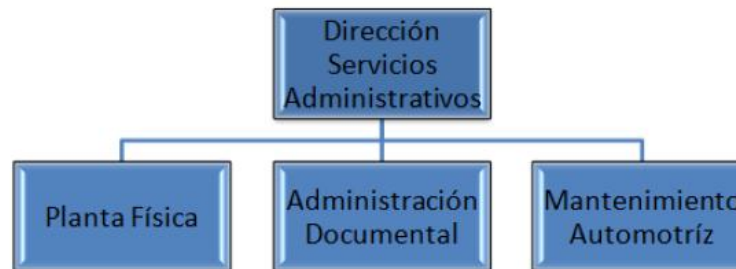 Dirección
Servicios
Administrativos
Planta Física
Administración
Documental
Mantenimiento
Automotríz